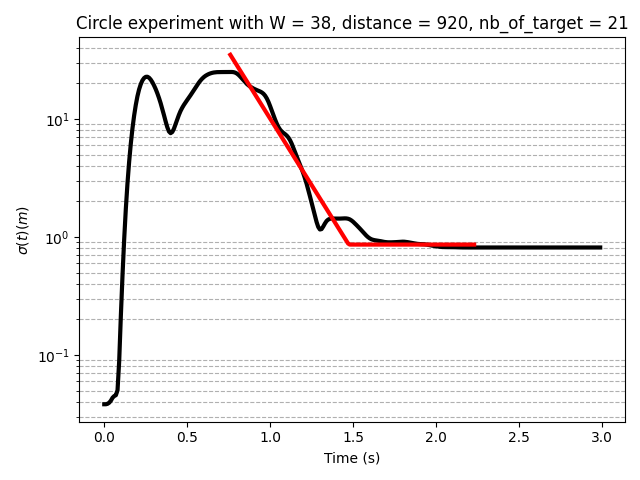 Circle experiment with W = 38, distance = 920, nb_of_target = 21
σ(t)(m)
10¹
10⁰
10⁻¹
0.0 0.5 1.0 1.5 2.0 2.5 3.0
Time (s)